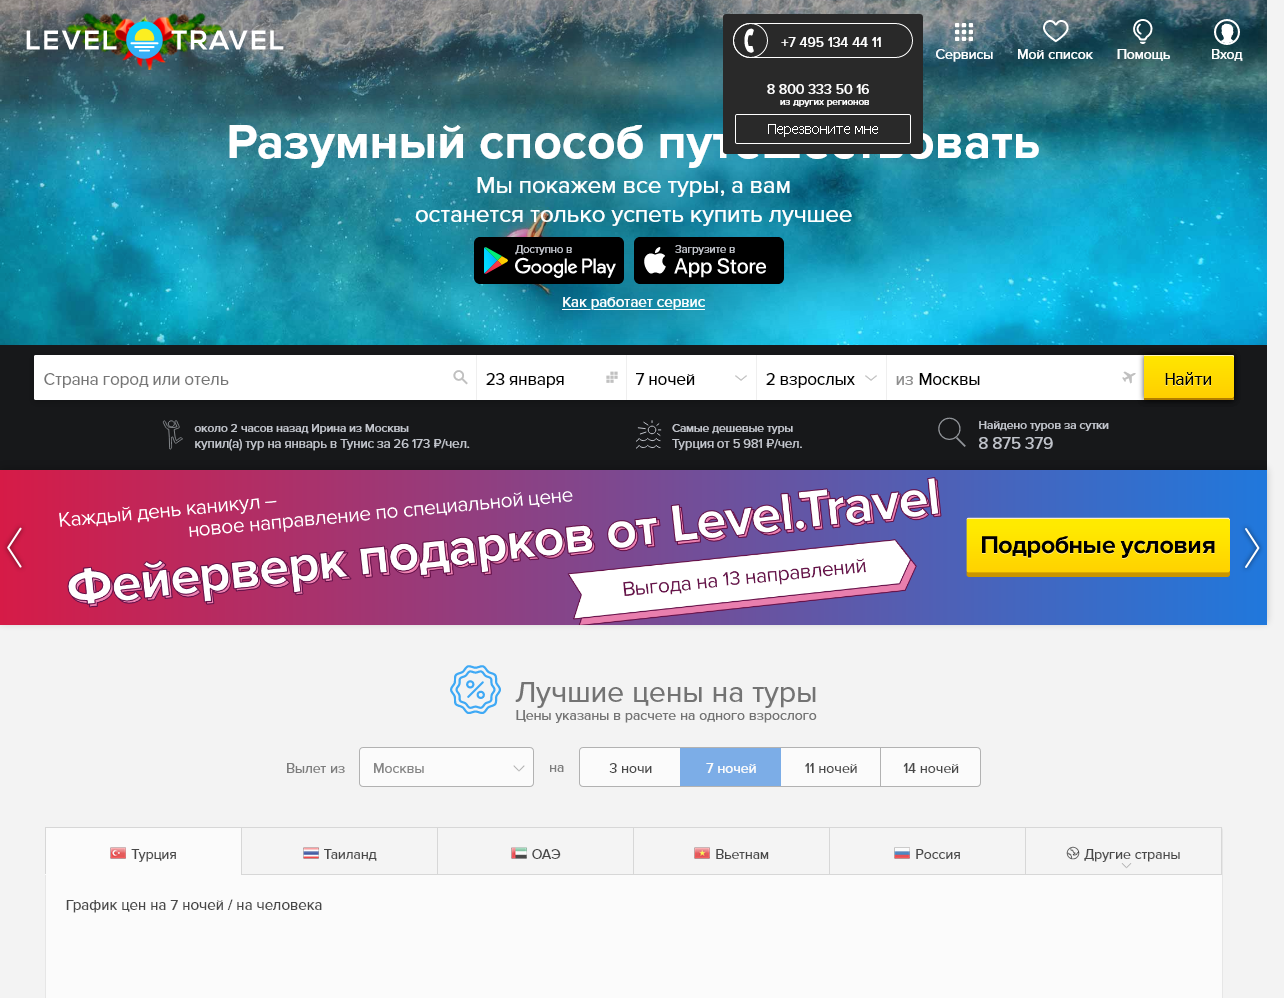 LEVEL TRAVEL
+7 495 134 44 11
8 800 333 50 16
из других регионов
Перезвоните мне
Сервисы
Мой список
Помощь
Вход
Разумный способ путешествовать
Мы покажем все туры, а вам
останется только успеть купить лучшее
Доступно в
Google Play
Загрузите в
App Store
Как работает сервис
Страна город или отель
23 января
7 ночей
2 взрослых
из Москвы
Найти
около 2 часов назад Ирина из Москвы
купил(а) тур на январь в Тунис за 26 173 ₽/чел.
Самые дешевые туры
Турция от 5 981 ₽/чел.
Найдено туров за сутки
8 875 379
Каждый день каникул –
новое направление по специальной цене
Фейерверк подарков от Level.Travel
Выгода на 13 направлений
Подробные условия
Лучшие цены на туры
Цены указаны в расчете на одного взрослого
Вылет из
Москвы
на
3 ночи
7 ночей
11 ночей
14 ночей
Турция
Таиланд
ОАЭ
Вьетнам
Россия
Другие страны
График цен на 7 ночей / на человека